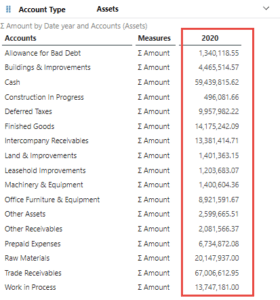 Account Type Assets
Σ Amount by Date year and Accounts (Assets)
Accounts Measures 2020
Allowance for Bad Debt Σ Amount 1,340,118.55
Buildings & Improvements Σ Amount 4,465,514.57
Cash Σ Amount 59,439,815.62
Construction In Progress Σ Amount 496,081.66
Deferred Taxes Σ Amount 9,957,982.22
Finished Goods Σ Amount 14,175,242.09
Intercompany Receivables Σ Amount 13,381,414.71
Land & Improvements Σ Amount 1,401,363.15
Leasehold Improvements Σ Amount 1,203,683.07
Machinery & Equipment Σ Amount 1,400,604.36
Office Furniture & Equipment Σ Amount 8,921,591.67
Other Assets Σ Amount 2,599,665.51
Other Receivables Σ Amount 2,081,566.37
Prepaid Expenses Σ Amount 6,734,872.08
Raw Materials Σ Amount 20,147,937.00
Trade Receivables Σ Amount 67,006,612.95
Work in Process Σ Amount 13,747,181.00